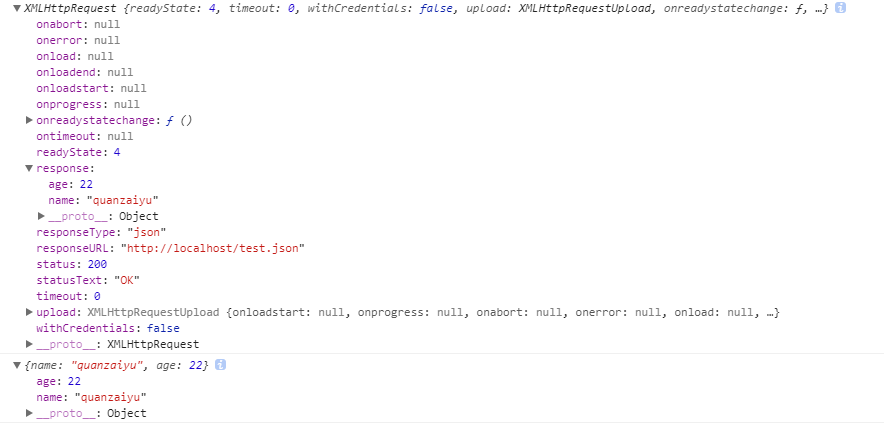 XMLHttpRequest {readyState: 4, timeout: 0, withCredentials: false, upload: XMLHttpRequestUpload, onreadystatechange: ƒ, …}
onabort: null
onerror: null
onload: null
onloadend: null
onloadstart: null
onprogress: null
onreadystatechange: ƒ ()
ontimeout: null
readyState: 4
response:
age: 22
name: "quanzaiyu"
__proto__: Object
responseType: "json"
responseURL: "http://localhost/test.json"
status: 200
statusText: "OK"
timeout: 0
upload: XMLHttpRequestUpload {onloadstart: null, onprogress: null, onabort: null, onerror: null, onload: null, …}
withCredentials: false
__proto__: XMLHttpRequest
{name: "quanzaiyu", age: 22}
age: 22
name: "quanzaiyu"
__proto__: Object